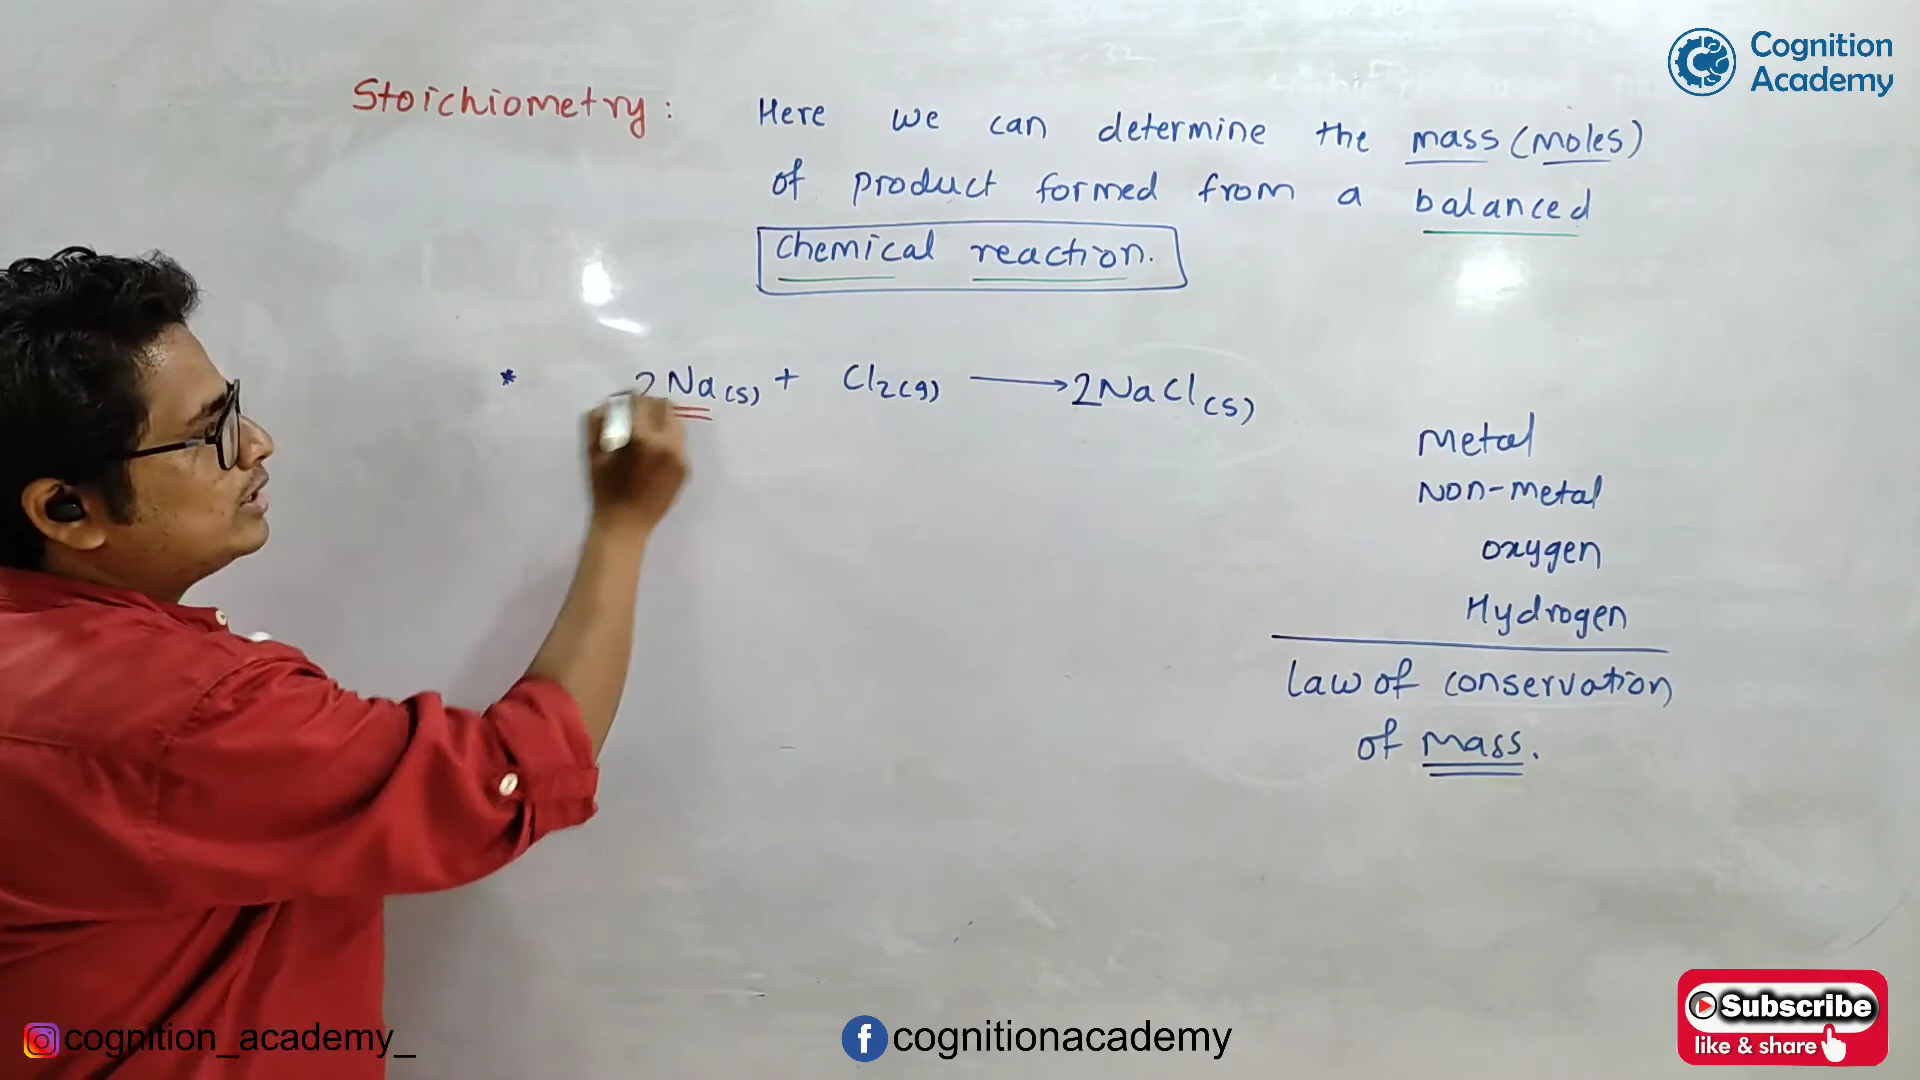 Cognition
Academy
Stoichiometry: Here we can determine the mass (moles)
of product formed from a balanced
chemical reaction.
* 2Na(s) + Cl2(g) → 2NaCl(s)
Metal
Non-metal
oxygen
Hydrogen
law of conservation
of mass.
Subscribe
like & share
cognition_academy_
cognitionacademy